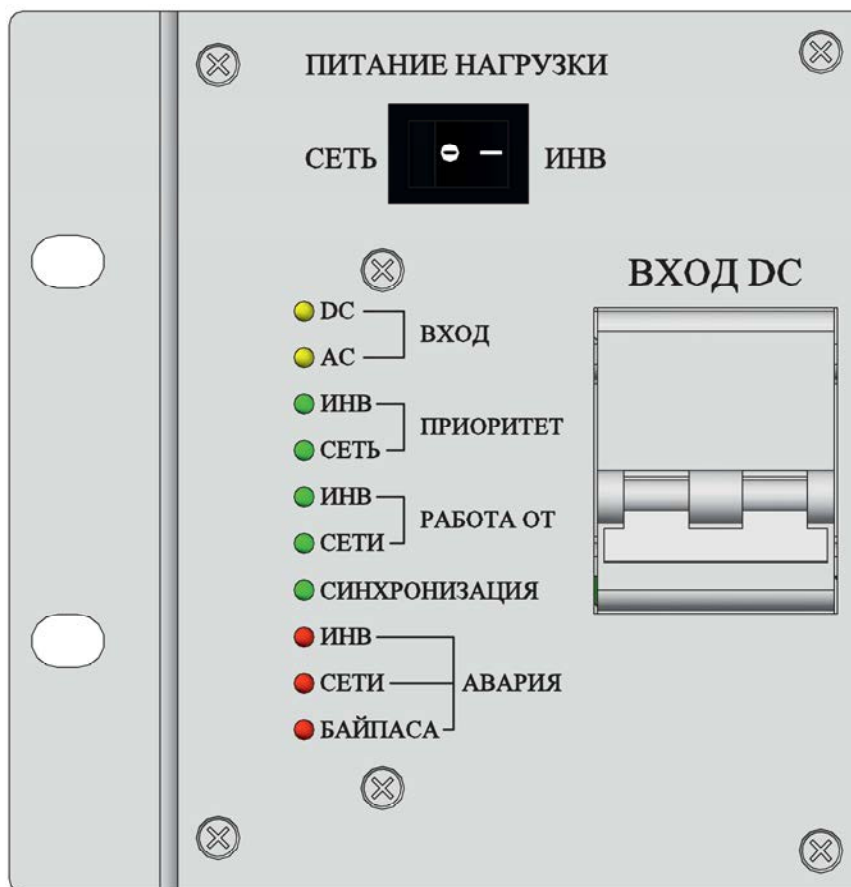 ПИТАНИЕ НАГРУЗКИ
СЕТЬ 0 I ИНВ
ВХОД DC
DC
ВХОД
AC
ИНВ
ПРИОРИТЕТ
СЕТЬ
ИНВ
РАБОТА ОТ
СЕТИ
СИНХРОНИЗАЦИЯ
ИНВ
СЕТИ АВАРИЯ
БАЙПАСА